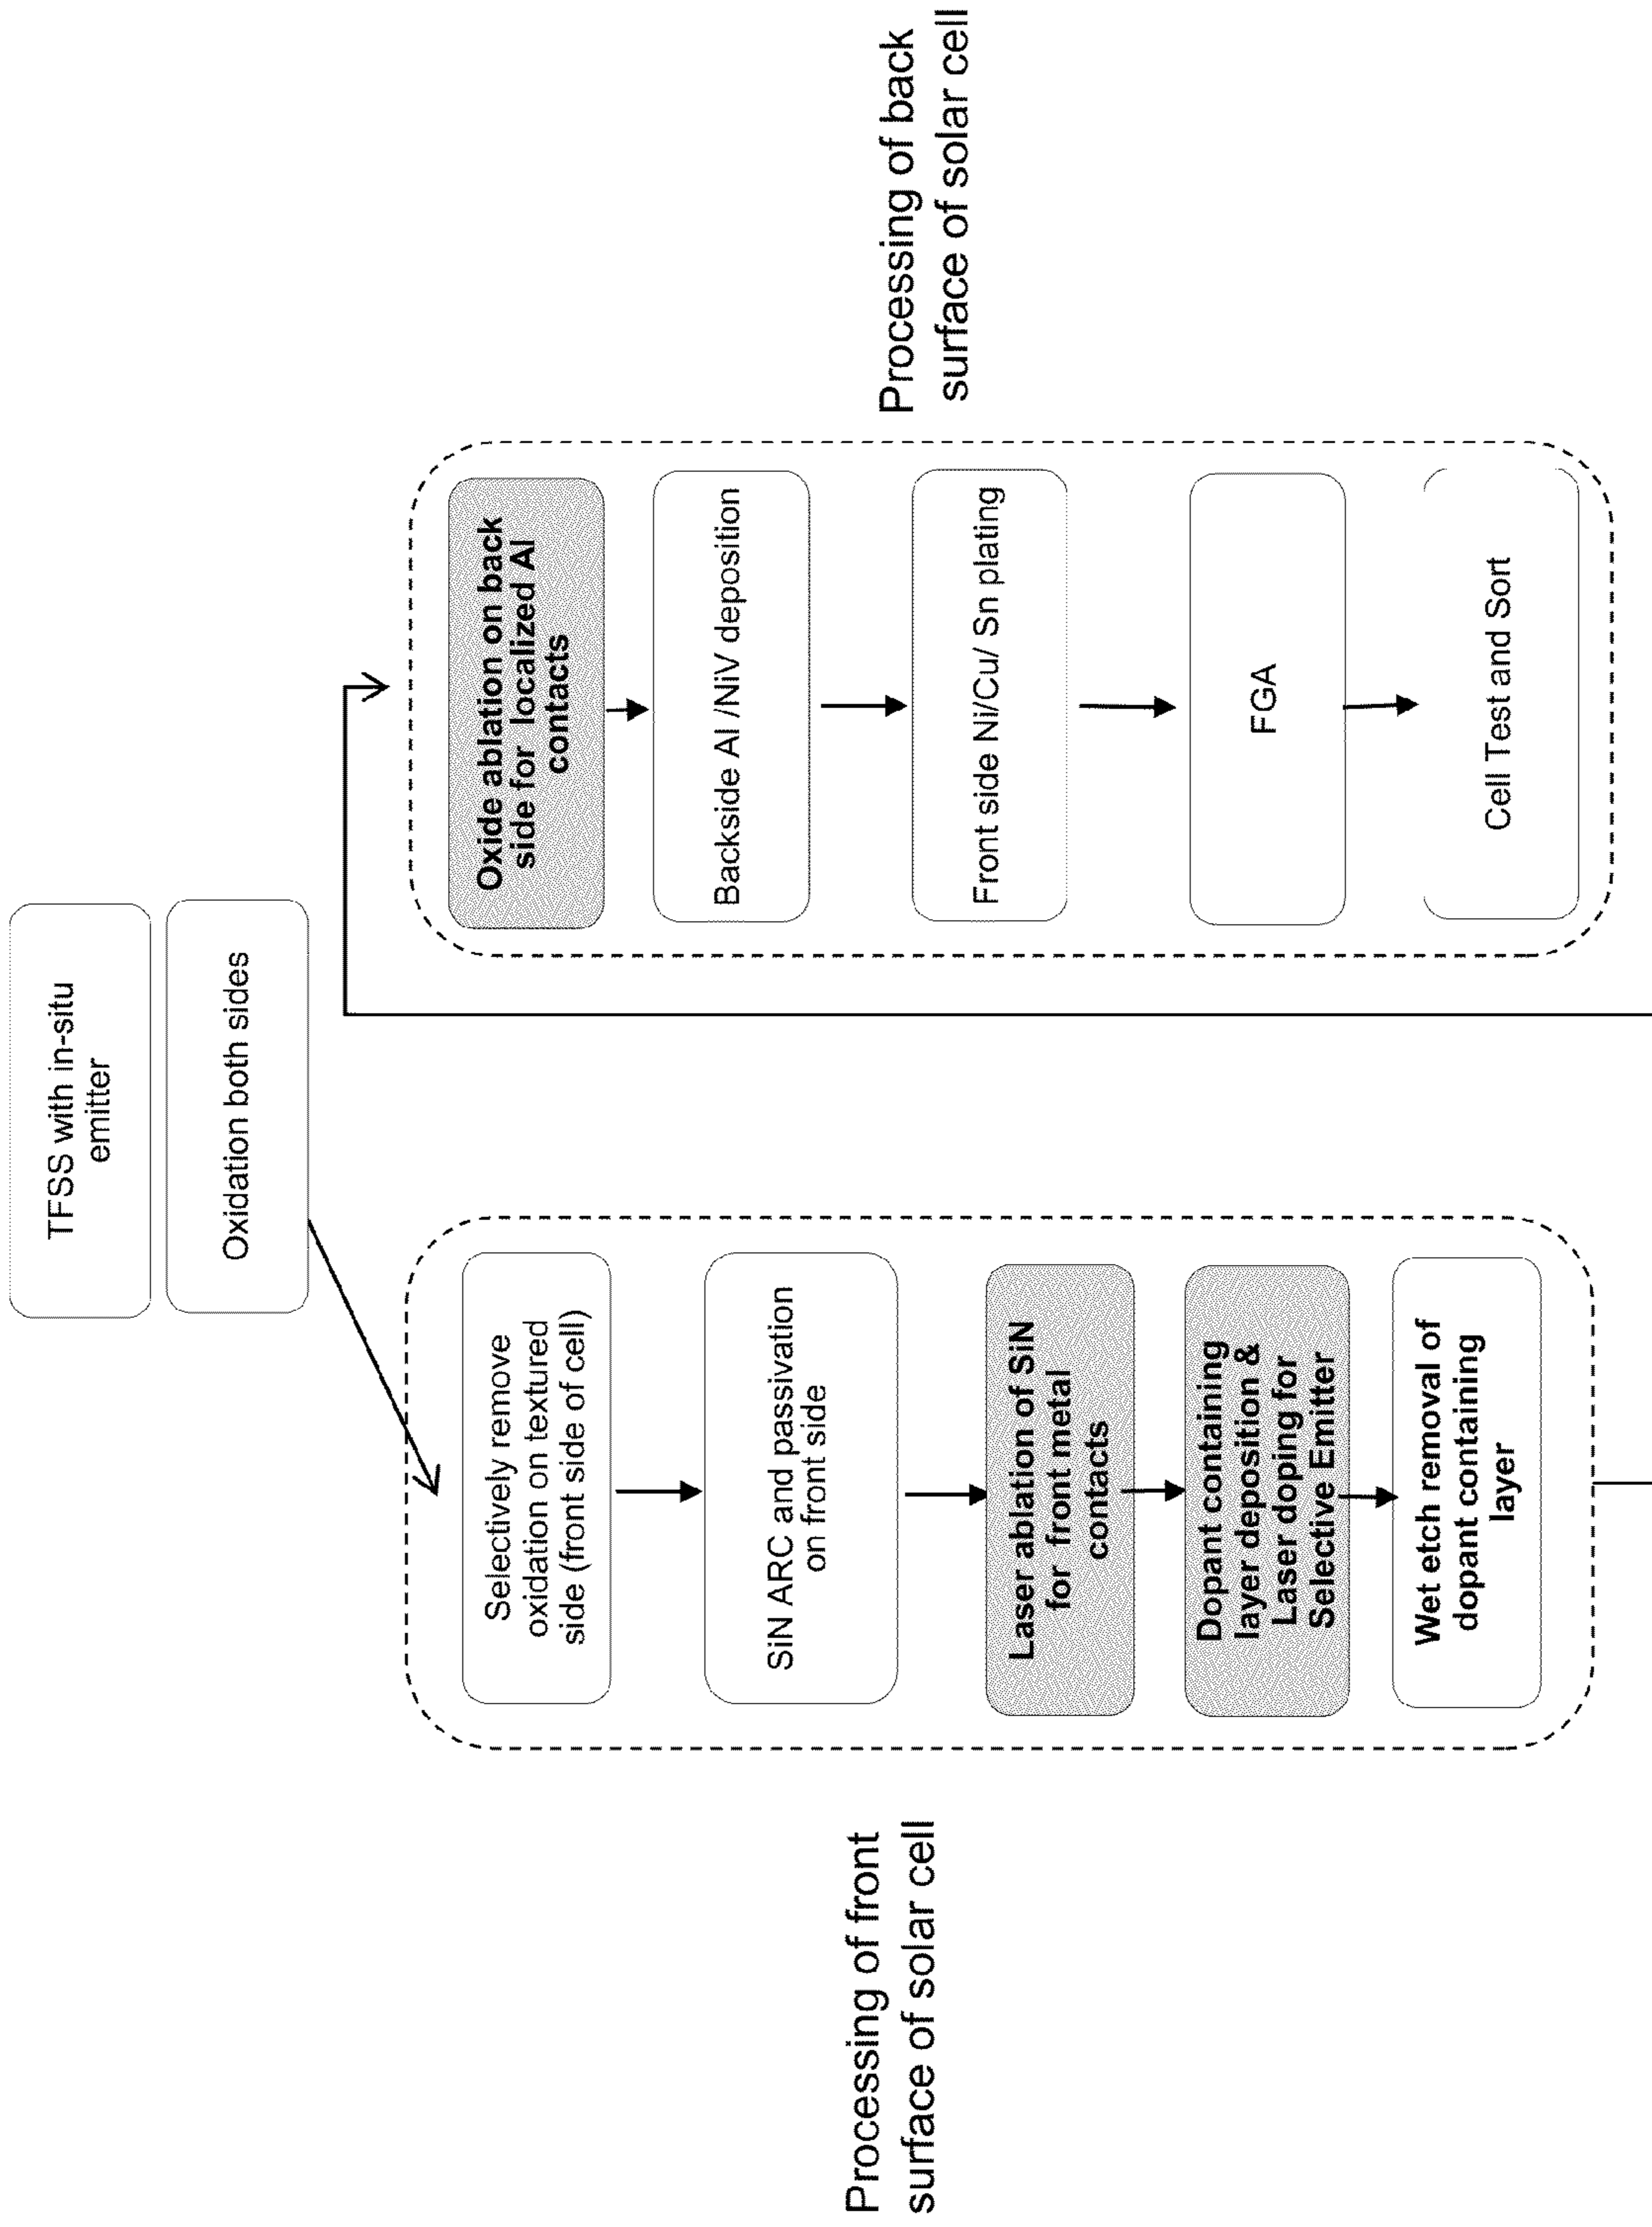 TFSS with in-situ
emitter
Oxidation both sides
Processing of front
surface of solar cell
Selectively remove
oxidation on textured
side (front side of cell)
SiN ARC and passivation
on front side
Laser ablation of SiN
for front metal
contacts
Dopant containing
layer deposition &
Laser doping for
Selective Emitter
Wet etch removal of
dopant containing
layer
Oxide ablation on back
side for localized Al
contacts
Backside Al /NiV deposition
Front side Ni/Cu/ Sn plating
FGA
Cell Test and Sort
Processing of back
surface of solar cell